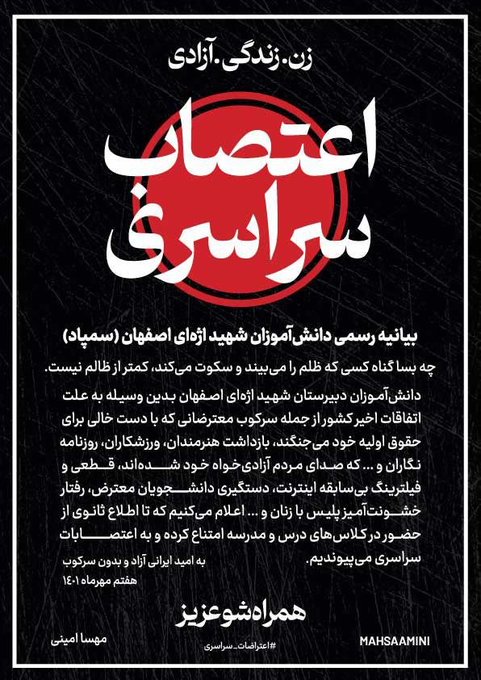 زن.زندگی.آزادی
اعتصاب
سراسری
بیانیه رسمی دانش‌آموزان شهید اژه‌ای اصفهان (سمپاد)
چه بسا گناه کسی که ظلم را می‌بیند و سکوت می‌کند، کمتر از ظالم نیست.
دانش‌آموزان دبیرستان شهید اژه‌ای اصفهان بدین وسیله به علت
اتفاقات اخیر کشور از جمله سرکوب معترضانی که با دست خالی برای
حقوق اولیه خود می‌جنگند، بازداشت هنرمندان، ورزشکاران، روزنامه
نگاران و ... که صدای مردم آزادی‌خواه خود شده‌اند، قطعی و
فیلترینگ بی‌سابقه اینترنت، دستگیری دانشجویان معترض، رفتار
خشونت‌آمیز پلیس با زنان و ... اعلام می‌کنیم که تا اطلاع ثانوی از
حضور در کلاس‌های درس و مدرسه امتناع کرده و به اعتصابات
سراسری می‌پیوندیم.
به امید ایرانی آزاد و بدون سرکوب
هفتم مهرماه ۱۴۰۱
همراه‌شو‌عزیز
#اعتراضات_سراسری
MAHSAAMINI
مهسا امینی